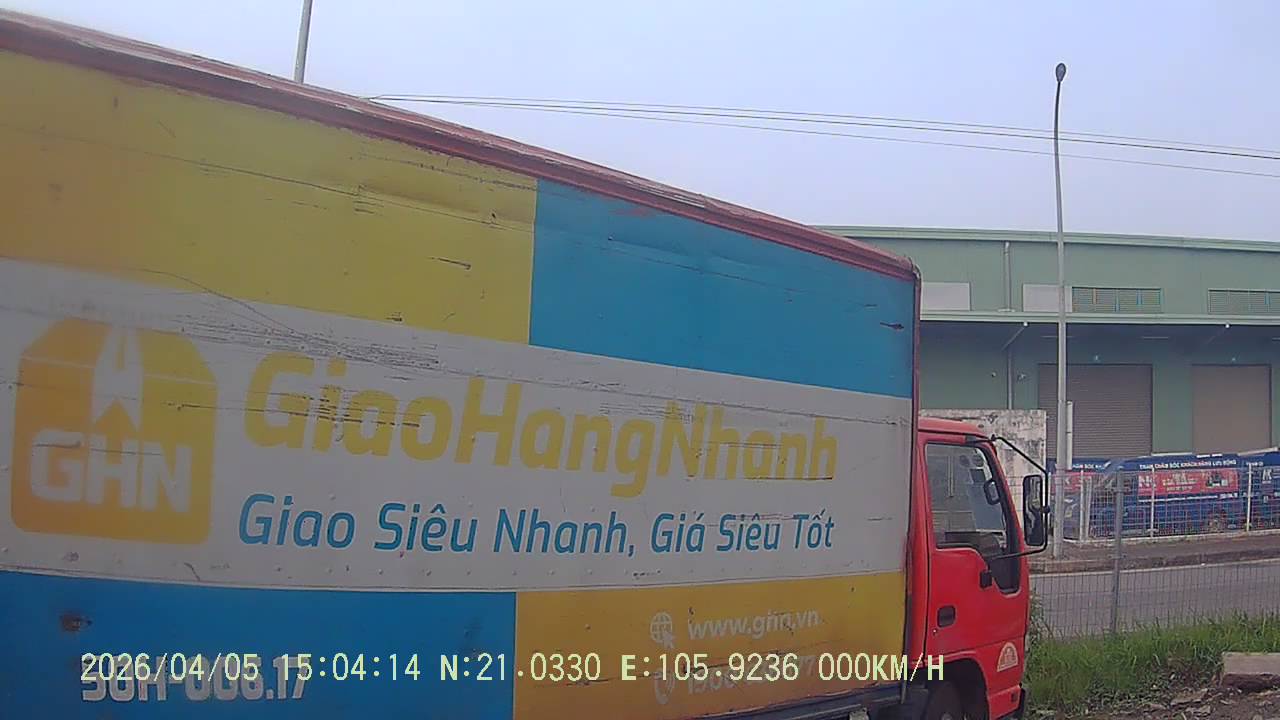 GHN
GiaoHangNhanh
Giao Siêu Nhanh, Giá Siêu Tốt
www.ghn.vn
2026/04/05 15:04:14 N:21.0330 E:105.9236 000KM/H